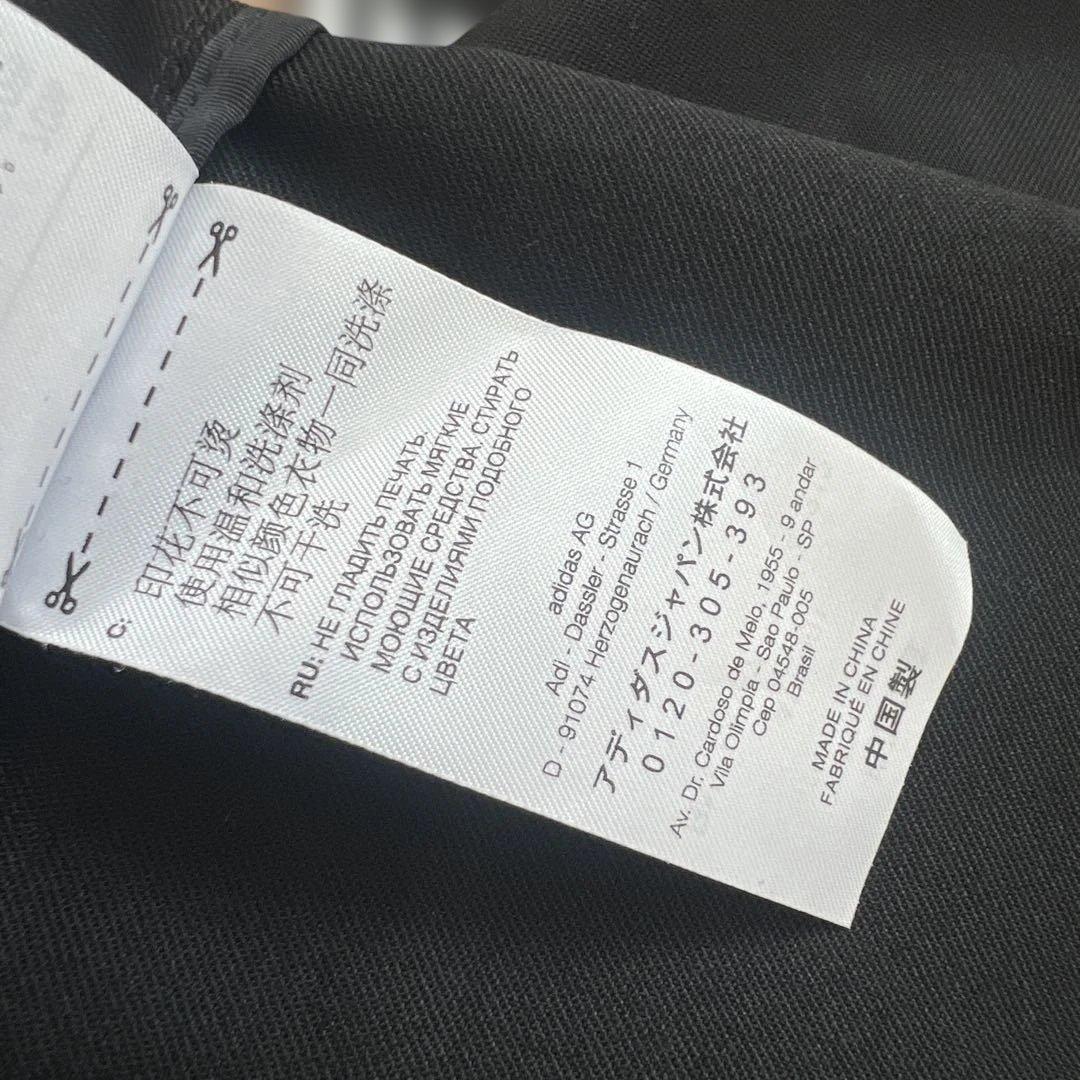 C:
印花不可烫
使用温和洗涤剂
相似颜色衣物一同洗涤
不可干洗
RU: НЕ ГЛАДИТЬ ПЕЧАТЬ.
ИСПОЛЬЗОВАТЬ МЯГКИЕ
МОЮЩИЕ СРЕДСТВА. СТИРАТЬ
С ИЗДЕЛИЯМИ ПОДОБНОГО
ЦВЕТА
adidas AG
Adi - Dassler - Strasse 1
D - 91074 Herzogenaurach / Germany
アディダスジャパン株式会社
0120-305-393
Av. Dr. Cardoso de Melo, 1955 - 9 andar
Vila Olimpia - Sao Paulo - SP
Cep 04548-005
Brasil
MADE IN CHINA
FABRIQUÉ EN CHINE
中国製